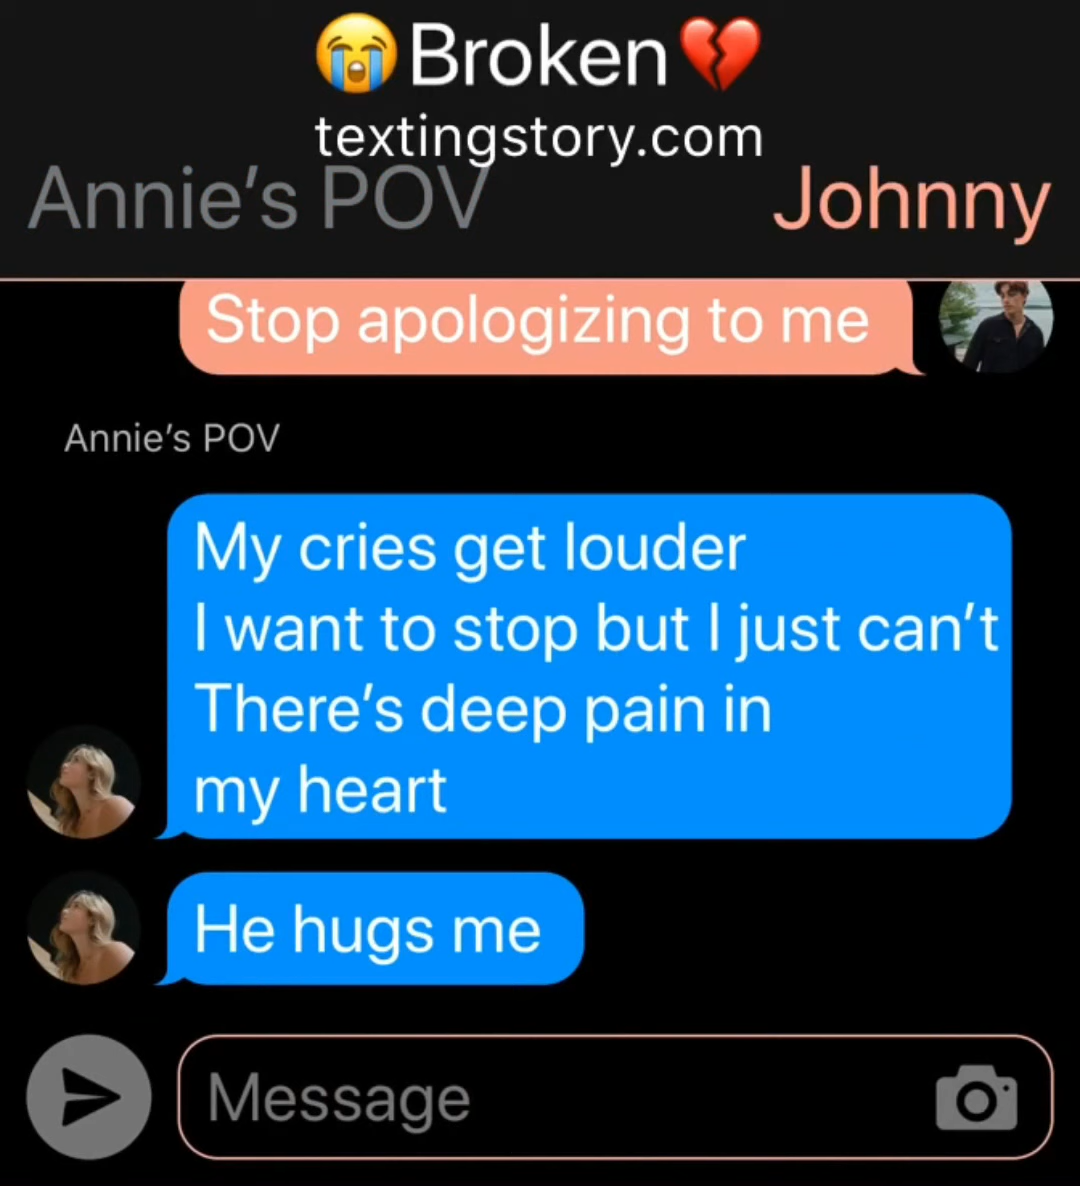 😭Broken💔
textingstory.com
Annie’s POV
Johnny
Stop apologizing to me
Annie’s POV
My cries get louder
I want to stop but I just can’t
There’s deep pain in
my heart
He hugs me
Message